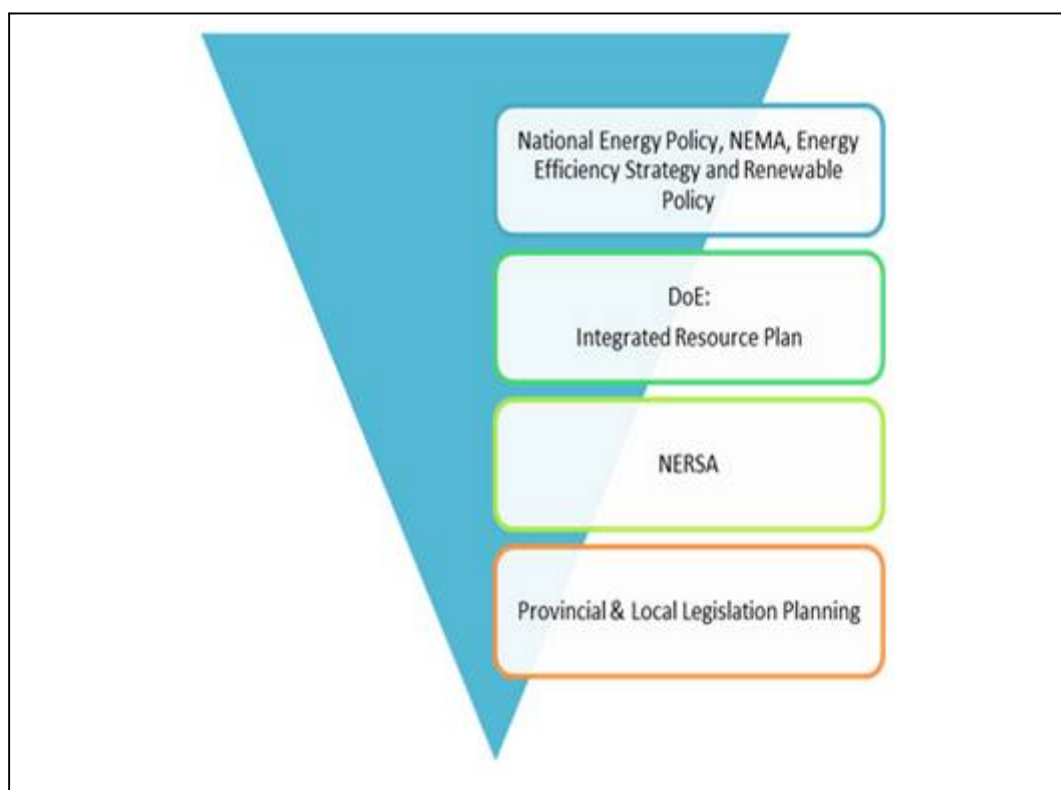 National Energy Policy, NEMA, Energy
Efficiency Strategy and Renewable
Policy
DoE:
Integrated Resource Plan
NERSA
Provincial & Local Legislation Planning